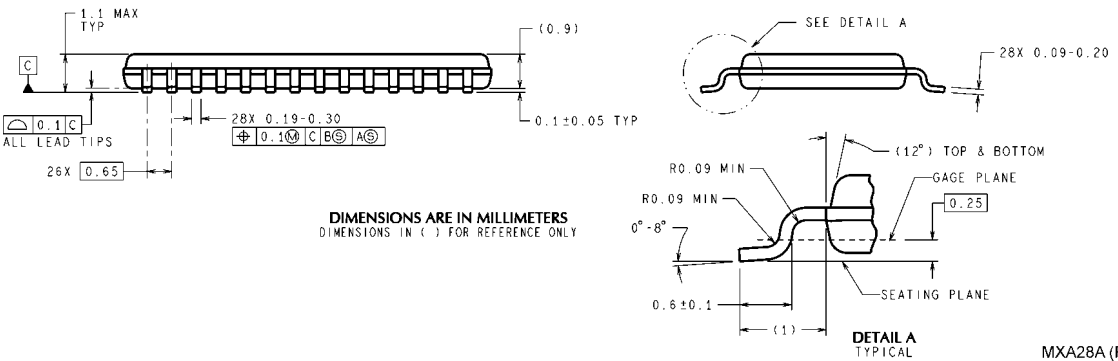 1.1 MAX
TYP
(0.9)
C
⌓ 0.1 C
ALL LEAD TIPS
28X 0.19-0.30
⌖ 0.1Ⓜ C BⓈ AⓈ
0.1±0.05 TYP
26X 0.65
DIMENSIONS ARE IN MILLIMETERS
DIMENSIONS IN ( ) FOR REFERENCE ONLY
SEE DETAIL A
28X 0.09-0.20
(12°) TOP & BOTTOM
R0.09 MIN
GAGE PLANE
R0.09 MIN
0.25
0°-8°
SEATING PLANE
0.6±0.1
(1)
DETAIL A
TYPICAL
MXA28A (